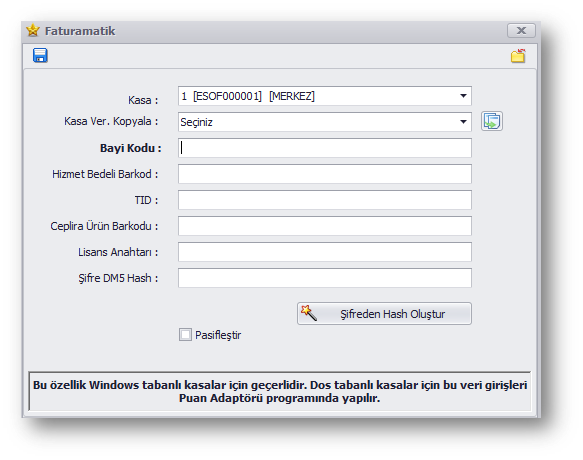 Faturamatik
Kasa :
1 [ESOF000001] [MERKEZ]
Kasa Ver. Kopyala :
Seçiniz
Bayi Kodu :
Hizmet Bedeli Barkod :
TID :
Ceplira Ürün Barkodu :
Lisans Anahtarı :
Şifre DM5 Hash :
Şifreden Hash Oluştur
Pasifleştir
Bu özellik Windows tabanlı kasalar için geçerlidir. Dos tabanlı kasalar için bu veri girişleri
Puan Adaptörü programında yapılır.